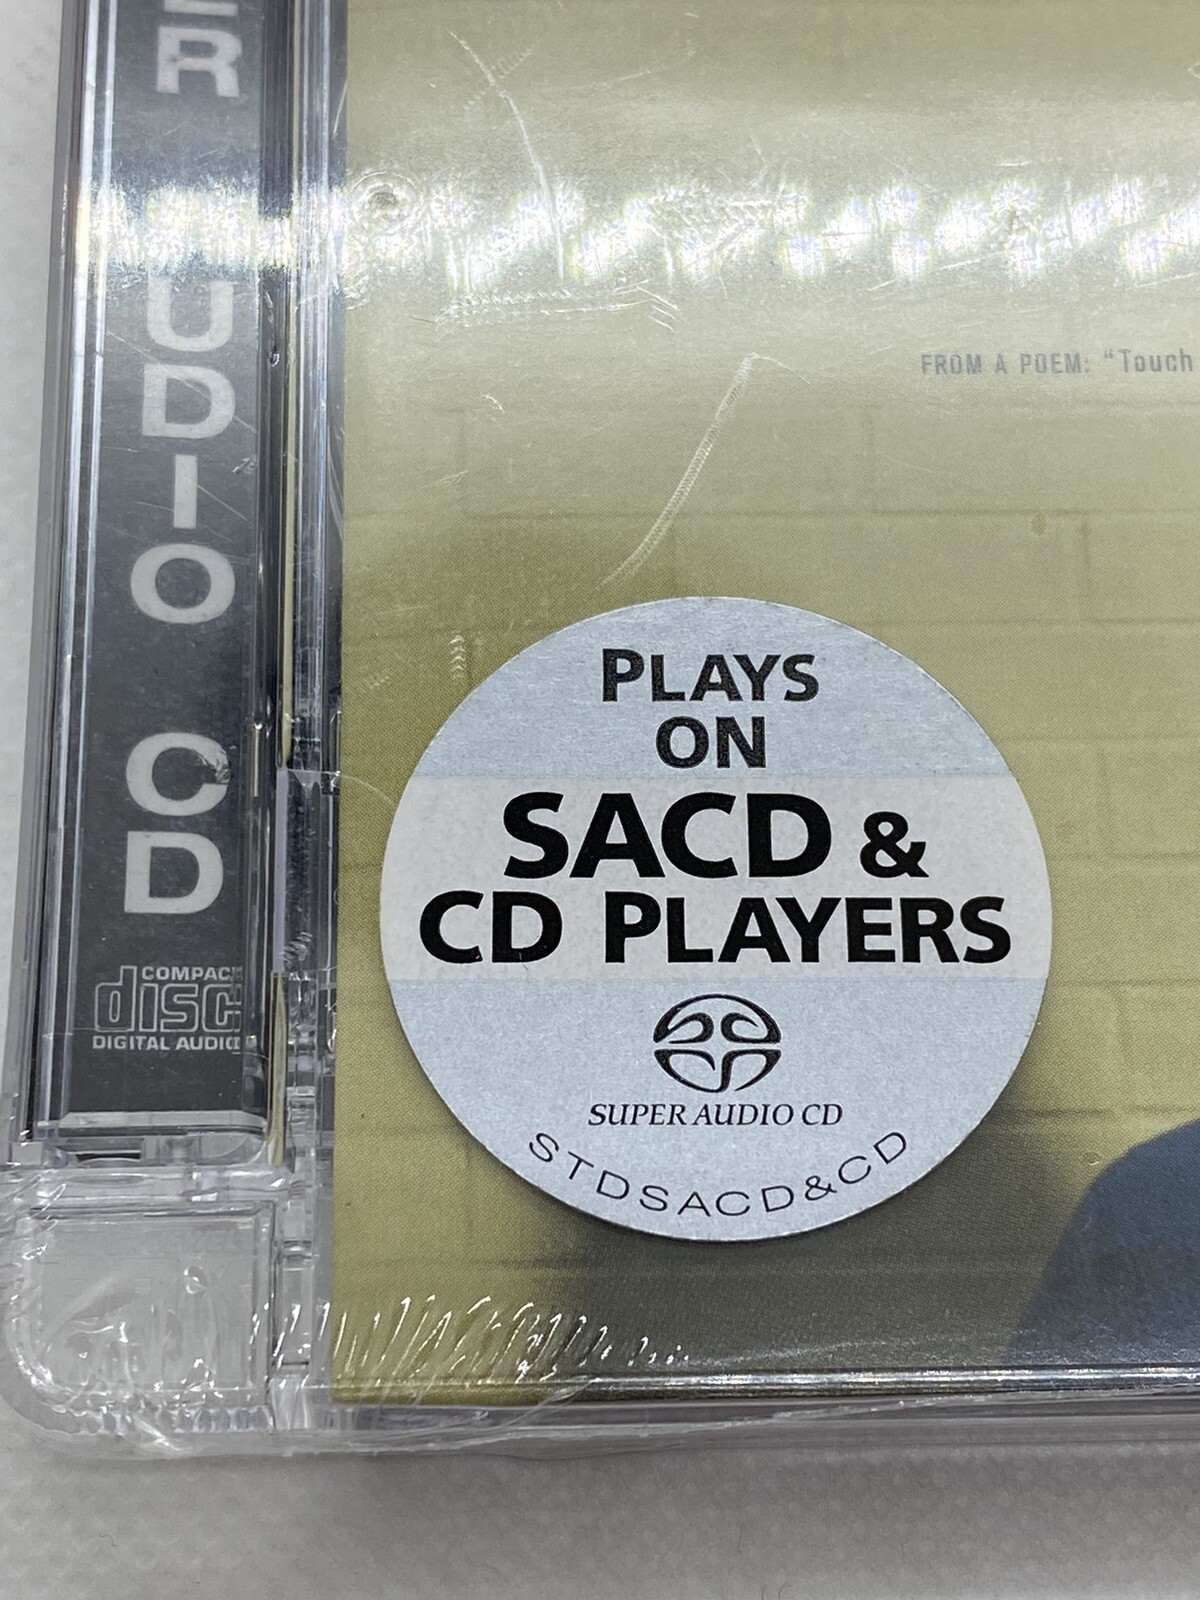 ER
UDIO
CD
COMPACT
disc
DIGITAL AUDIO
FROM A POEM: "Touch
PLAYS
ON
SACD &
CD PLAYERS
SUPER AUDIO CD
STDSACD&CD